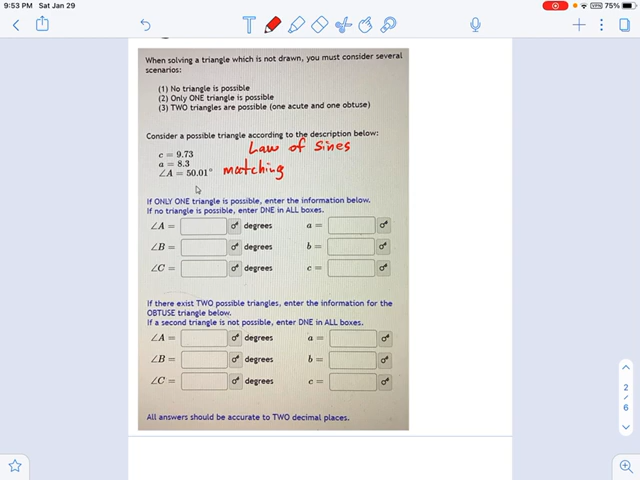 9:53 PM Sat Jan 29
VPN 75%
When solving a triangle which is not drawn, you must consider several
scenarios:
(1) No triangle is possible
(2) Only ONE triangle is possible
(3) TWO triangles are possible (one acute and one obtuse)
Consider a possible triangle according to the description below:
c = 9.73
Law of Sines
a = 8.3
∠A = 50.01° matching
If ONLY ONE triangle is possible, enter the information below.
If no triangle is possible, enter DNE in ALL boxes.
∠A = degrees a =
∠B = degrees b =
∠C = degrees c =
If there exist TWO possible triangles, enter the information for the
OBTUSE triangle below.
If a second triangle is not possible, enter DNE in ALL boxes.
∠A = degrees a =
∠B = degrees b =
∠C = degrees c =
All answers should be accurate to TWO decimal places.
2
/
6